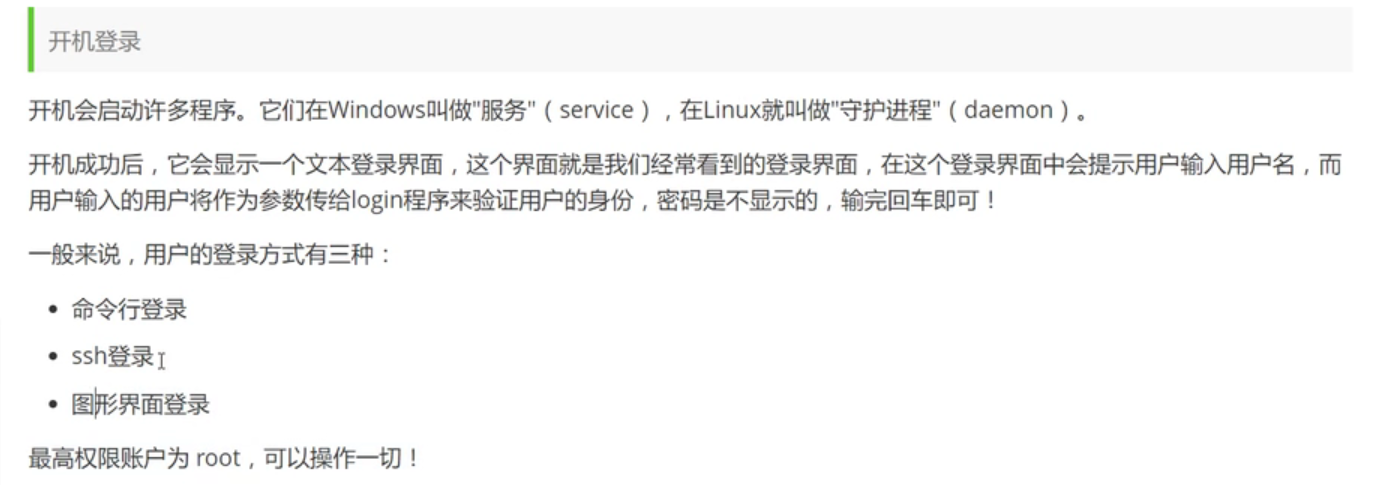 开机登录
开机会启动许多程序。它们在Windows叫做"服务"（service），在Linux就叫做"守护进程"（daemon）。
开机成功后，它会显示一个文本登录界面，这个界面就是我们经常看到的登录界面，在这个登录界面中会提示用户输入用户名，而
用户输入的用户将作为参数传给login程序来验证用户的身份，密码是不显示的，输完回车即可！
一般来说，用户的登录方式有三种：
• 命令行登录
• ssh登录
• 图形界面登录
最高权限账户为 root，可以操作一切！